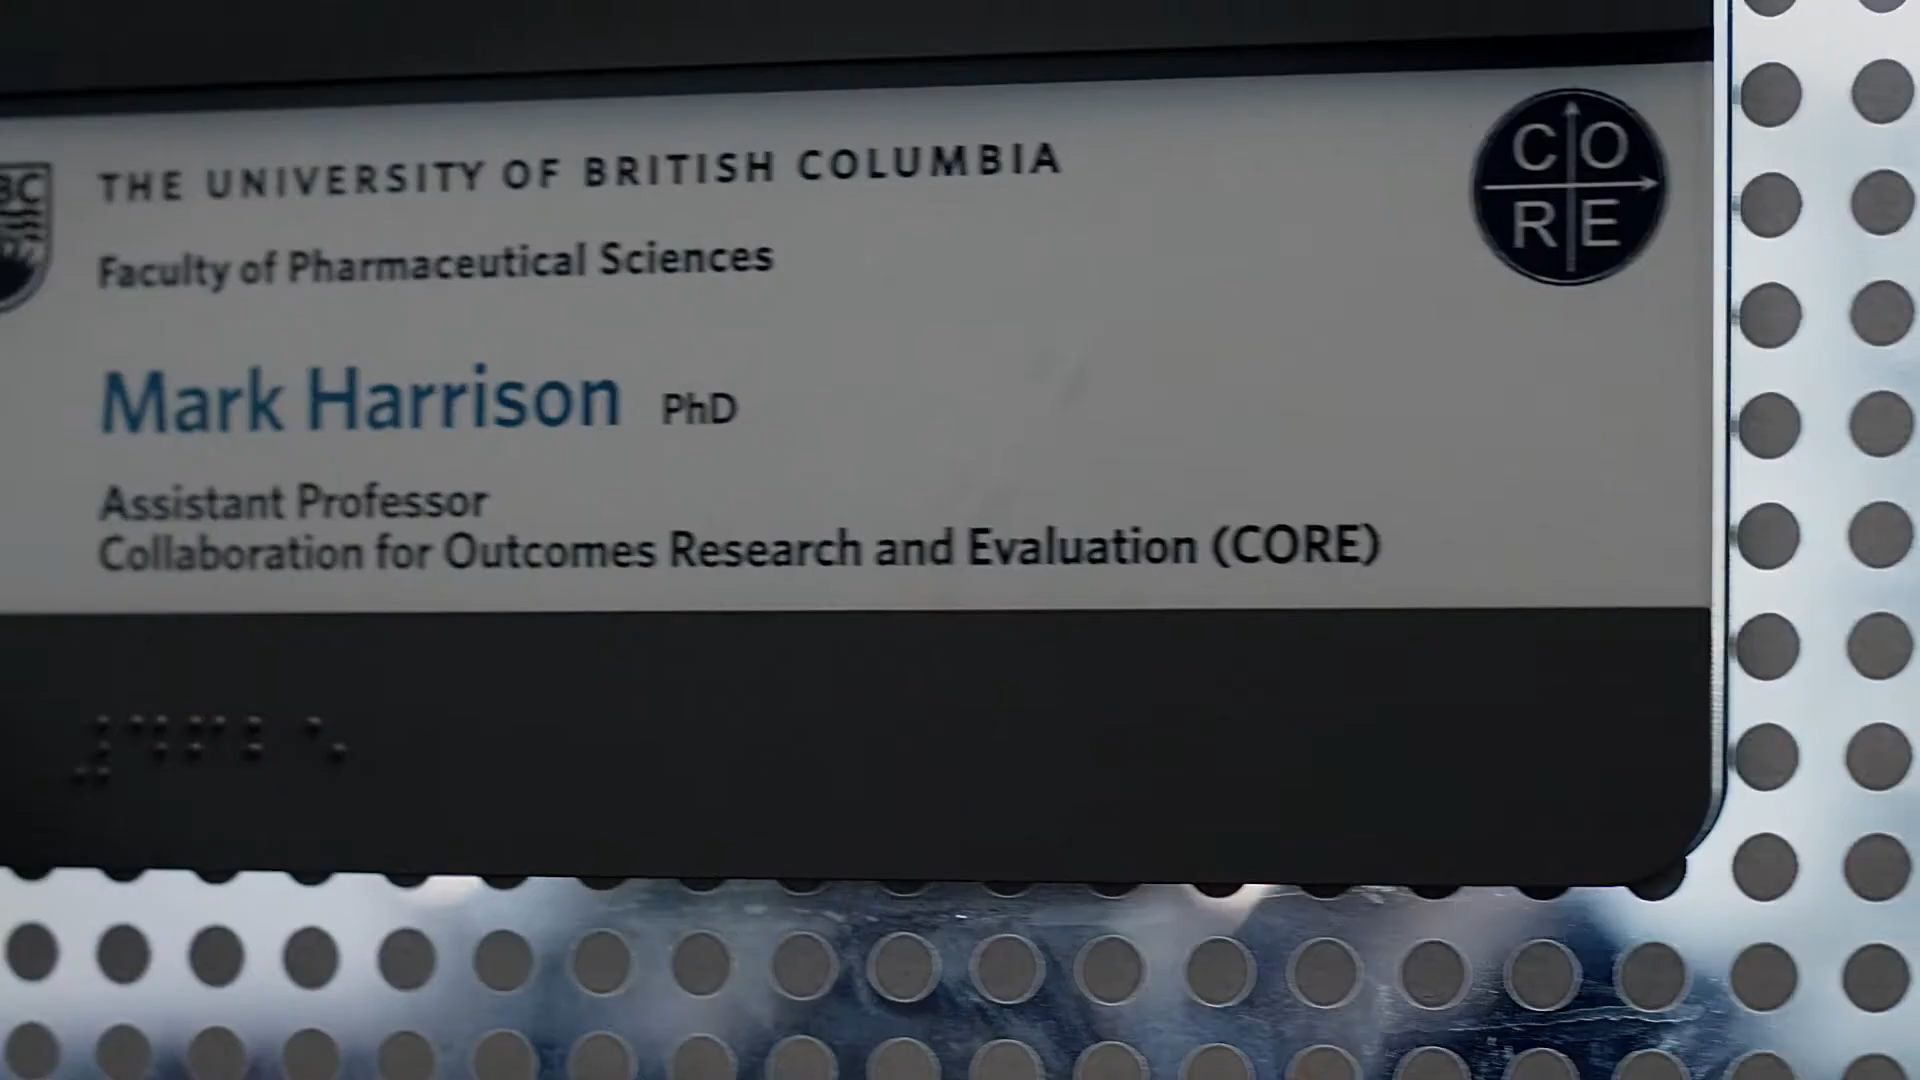 BC
THE UNIVERSITY OF BRITISH COLUMBIA
Faculty of Pharmaceutical Sciences
CO
RE
Mark Harrison PhD
Assistant Professor
Collaboration for Outcomes Research and Evaluation (CORE)